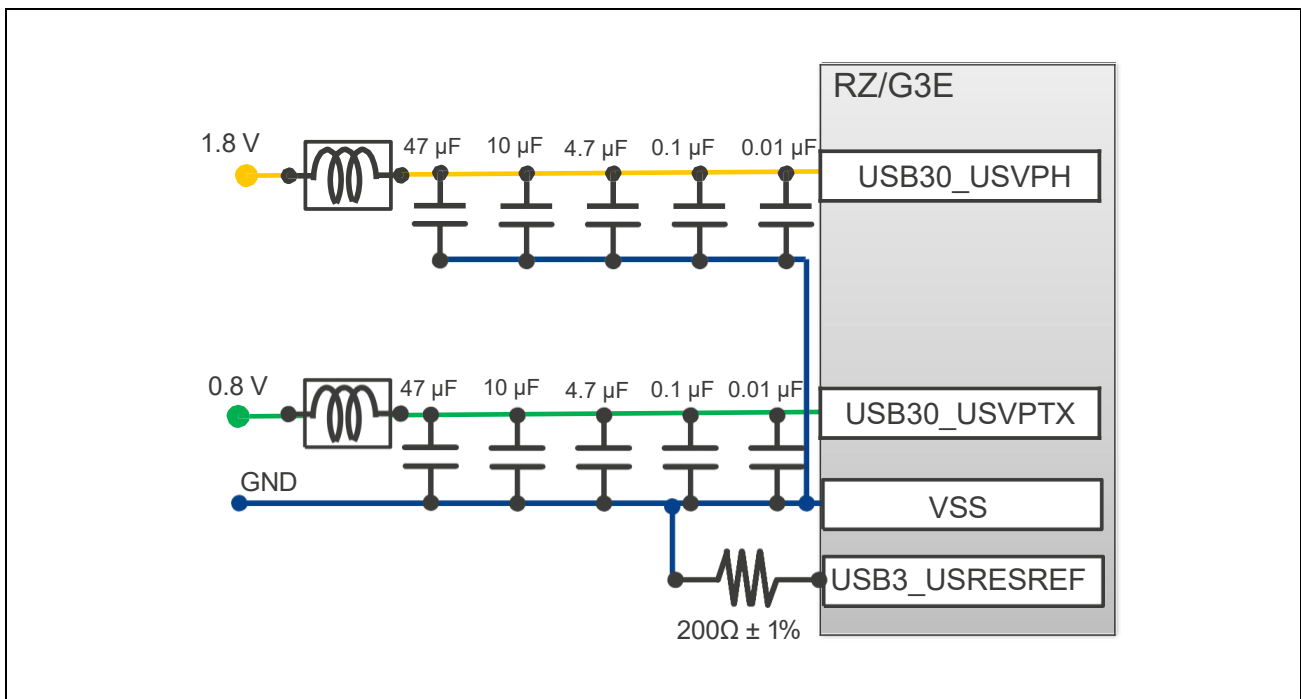 RZ/G3E
1.8 V
47 µF
10 µF
4.7 µF
0.1 µF
0.01 µF
USB30_USVPH
0.8 V
47 µF
10 µF
4.7 µF
0.1 µF
0.01 µF
USB30_USVPTX
GND
VSS
USB3_USRESREF
200Ω ± 1%